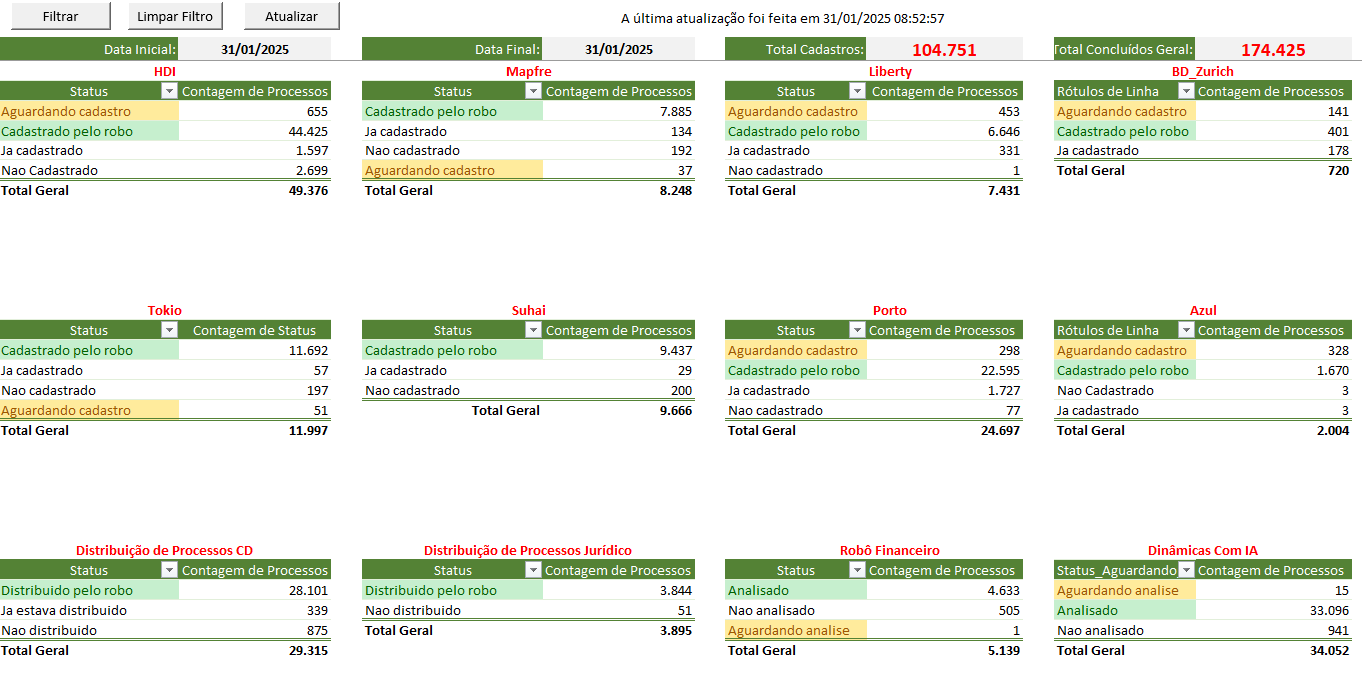 Filtrar Limpar Filtro Atualizar A última atualização foi feita em 31/01/2025 08:52:57
Data Inicial: 31/01/2025 Data Final: 31/01/2025 Total Cadastros: 104.751 Total Concluídos Geral: 174.425
HDI
Status Contagem de Processos
Aguardando cadastro 655
Cadastrado pelo robo 44.425
Ja cadastrado 1.597
Nao Cadastrado 2.699
Total Geral 49.376
Mapfre
Status Contagem de Processos
Cadastrado pelo robo 7.885
Ja cadastrado 134
Nao cadastrado 192
Aguardando cadastro 37
Total Geral 8.248
Liberty
Status Contagem de Processos
Aguardando cadastro 453
Cadastrado pelo robo 6.646
Ja cadastrado 331
Nao cadastrado 1
Total Geral 7.431
BD_Zurich
Rótulos de Linha Contagem de Processos
Aguardando cadastro 141
Cadastrado pelo robo 401
Ja cadastrado 178
Total Geral 720
Tokio
Status Contagem de Status
Cadastrado pelo robo 11.692
Ja cadastrado 57
Nao cadastrado 197
Aguardando cadastro 51
Total Geral 11.997
Suhai
Status Contagem de Processos
Cadastrado pelo robo 9.437
Ja cadastrado 29
Nao cadastrado 200
Total Geral 9.666
Porto
Status Contagem de Processos
Aguardando cadastro 298
Cadastrado pelo robo 22.595
Ja cadastrado 1.727
Nao cadastrado 77
Total Geral 24.697
Azul
Rótulos de Linha Contagem de Processos
Aguardando cadastro 328
Cadastrado pelo robo 1.670
Nao Cadastrado 3
Ja cadastrado 3
Total Geral 2.004
Distribuição de Processos CD
Status Contagem de Processos
Distribuido pelo robo 28.101
Ja estava distribuido 339
Nao distribuido 875
Total Geral 29.315
Distribuição de Processos Jurídico
Status Contagem de Processos
Distribuido pelo robo 3.844
Nao distribuido 51
Total Geral 3.895
Robô Financeiro
Status Contagem de Processos
Analisado 4.633
Nao analisado 505
Aguardando analise 1
Total Geral 5.139
Dinâmicas Com IA
Status_Aguardando Contagem de Processos
Aguardando analise 15
Analisado 33.096
Nao analisado 941
Total Geral 34.052